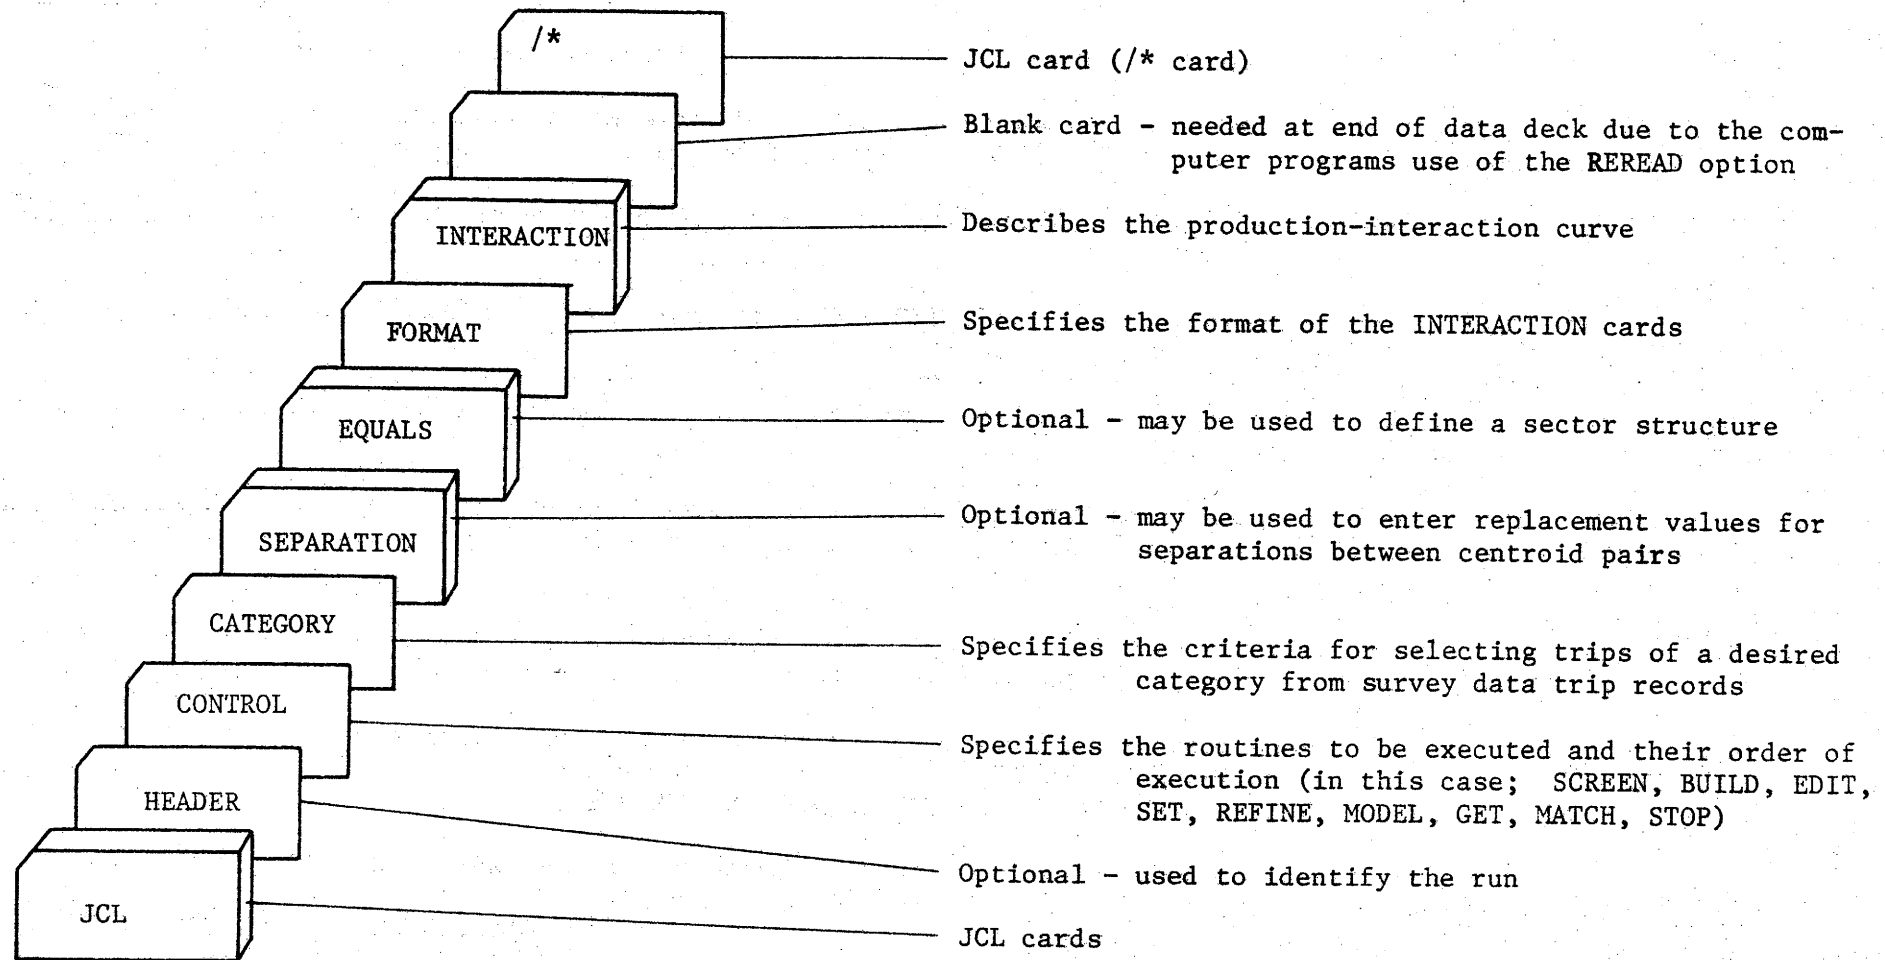 /*
JCL card (/* card)
Blank card - needed at end of data deck due to the com-
puter programs use of the REREAD option
INTERACTION
Describes the production-interaction curve
FORMAT
Specifies the format of the INTERACTION cards
EQUALS
Optional - may be used to define a sector structure
SEPARATION
Optional - may be used to enter replacement values for
separations between centroid pairs
CATEGORY
Specifies the criteria for selecting trips of a desired
category from survey data trip records
CONTROL
Specifies the routines to be executed and their order of
execution (in this case; SCREEN, BUILD, EDIT,
SET, REFINE, MODEL, GET, MATCH, STOP)
HEADER
Optional - used to identify the run
JCL
JCL cards